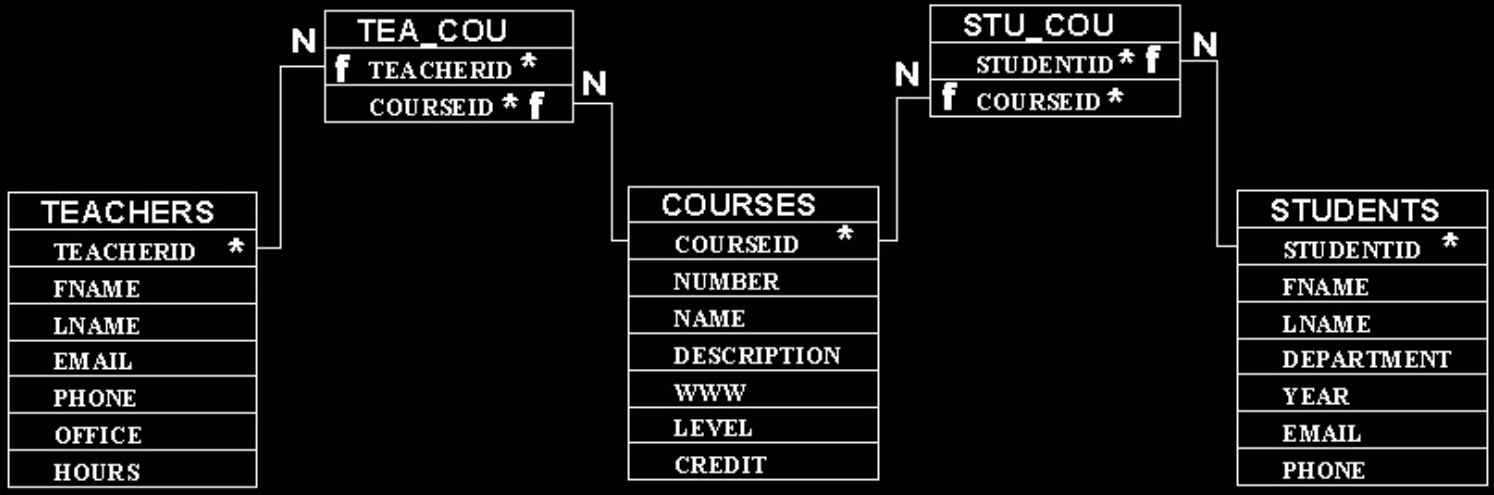 N
TEA_COU
f TEACHERID *
COURSEID * f
N
TEACHERS
TEACHERID *
FNAME
LNAME
EMAIL
PHONE
OFFICE
HOURS
COURSES
COURSEID *
NUMBER
NAME
DESCRIPTION
WWW
LEVEL
CREDIT
N
STU_COU
STUDENTID * f
f COURSEID *
N
STUDENTS
STUDENTID *
FNAME
LNAME
DEPARTMENT
YEAR
EMAIL
PHONE